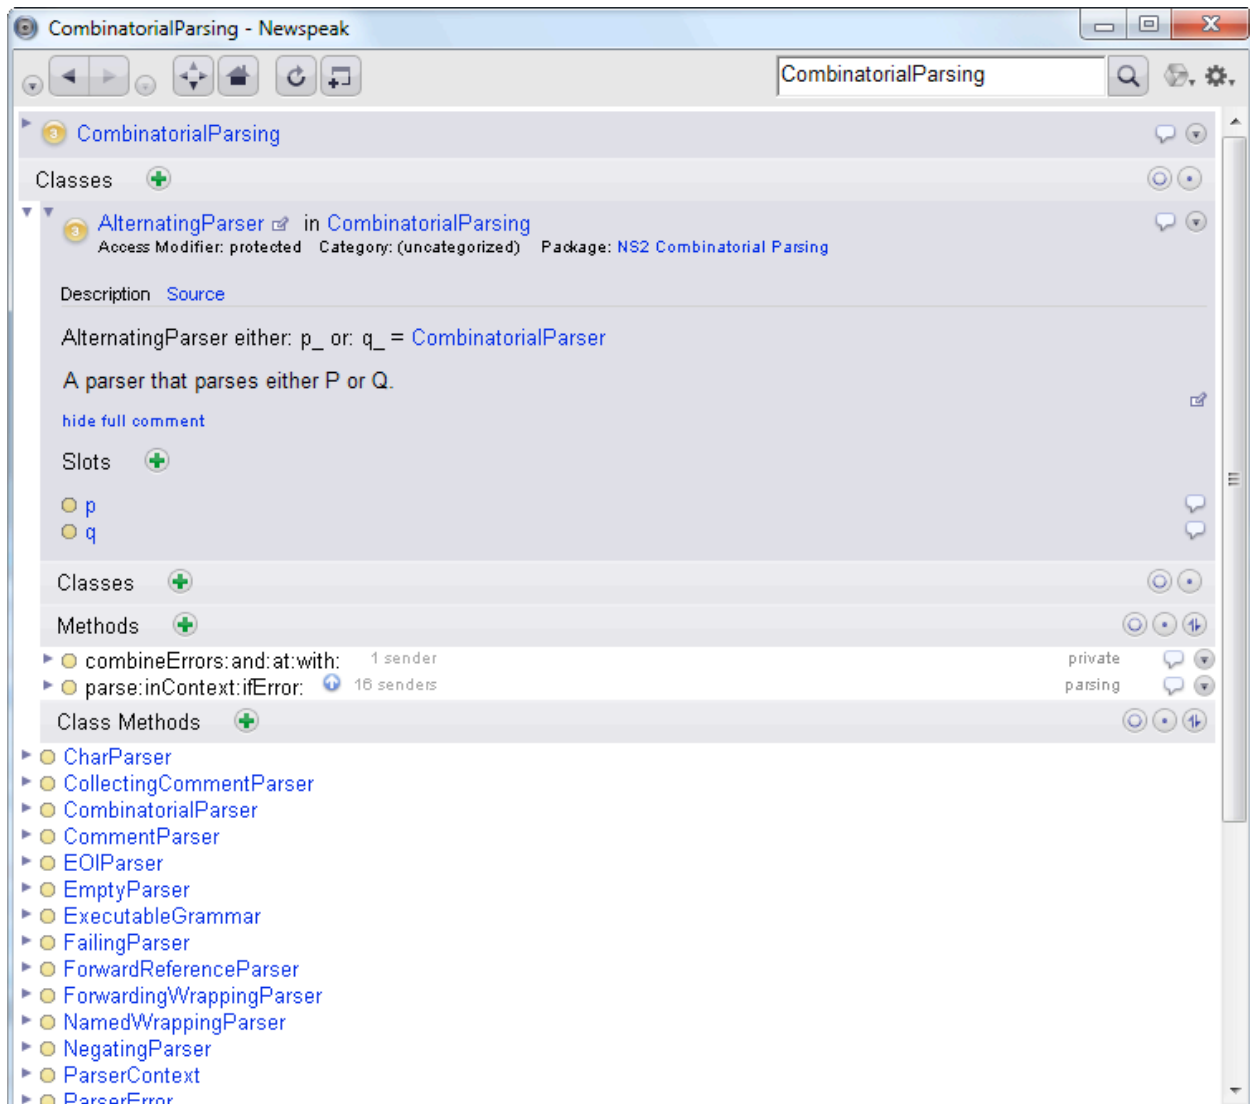 CombinatorialParsing - Newspeak
CombinatorialParsing
CombinatorialParsing
Classes
AlternatingParser in CombinatorialParsing
Access Modifier: protected Category: (uncategorized) Package: NS2 Combinatorial Parsing
Description Source
AlternatingParser either: p_ or: q_ = CombinatorialParser
A parser that parses either P or Q.
hide full comment
Slots
p
q
Classes
Methods
combineErrors:and:at:with: 1 sender private
parse:inContext:ifError: 16 senders parsing
Class Methods
CharParser
CollectingCommentParser
CombinatorialParser
CommentParser
EOIParser
EmptyParser
ExecutableGrammar
FailingParser
ForwardReferenceParser
ForwardingWrappingParser
NamedWrappingParser
NegatingParser
ParserContext
ParserError